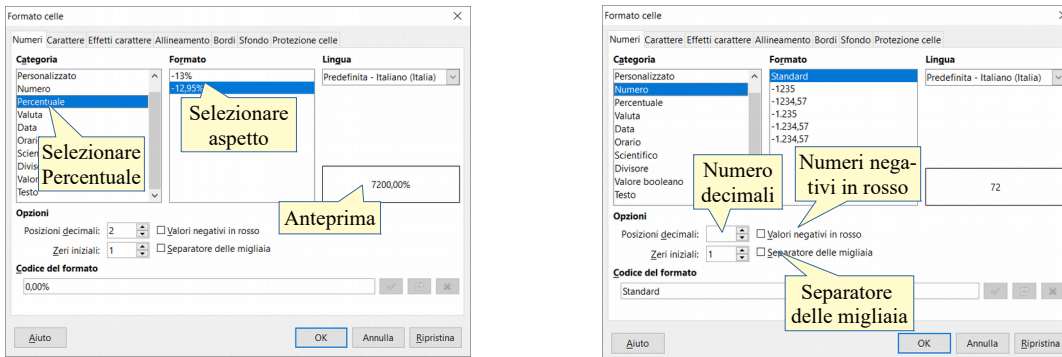 Formato celle
Numeri Carattere Effetti carattere Allineamento Bordi Sfondo Protezione celle
Categoria Formato Lingua
Personalizzato
Numero
Percentuale
Valuta
Data
Scien
Divis
Valor
Testo
-13%
-12,95%
Predefinita - Italiano (Italia)
Selezionare
aspetto
Selezionare
Percentuale
7200,00%
Anteprima
Opzioni
Posizioni decimali: 2 Valori negativi in rosso
Zeri iniziali: 1 Separatore delle migliaia
Codice del formato
0,00%
Aiuto OK Annulla Ripristina
Formato celle
Numeri Carattere Effetti carattere Allineamento Bordi Sfondo Protezione celle
Categoria Formato Lingua
Personalizzato
Numero
Percentuale
Valuta
Data
Orario
Scientifico
Divisore
Valore booleano
Testo
Standard
-1235
-1234,57
-1.235
-1.234,57
-1.234,57
Predefinita - Italiano (Italia)
Numero
decimali
Numeri nega-
tivi in rosso
72
Opzioni
Posizioni decimali: Valori negativi in rosso
Zeri iniziali: 1 Separatore delle migliaia
Codice del formato
Standard
Separatore
delle migliaia
Aiuto OK Annulla Ripristina